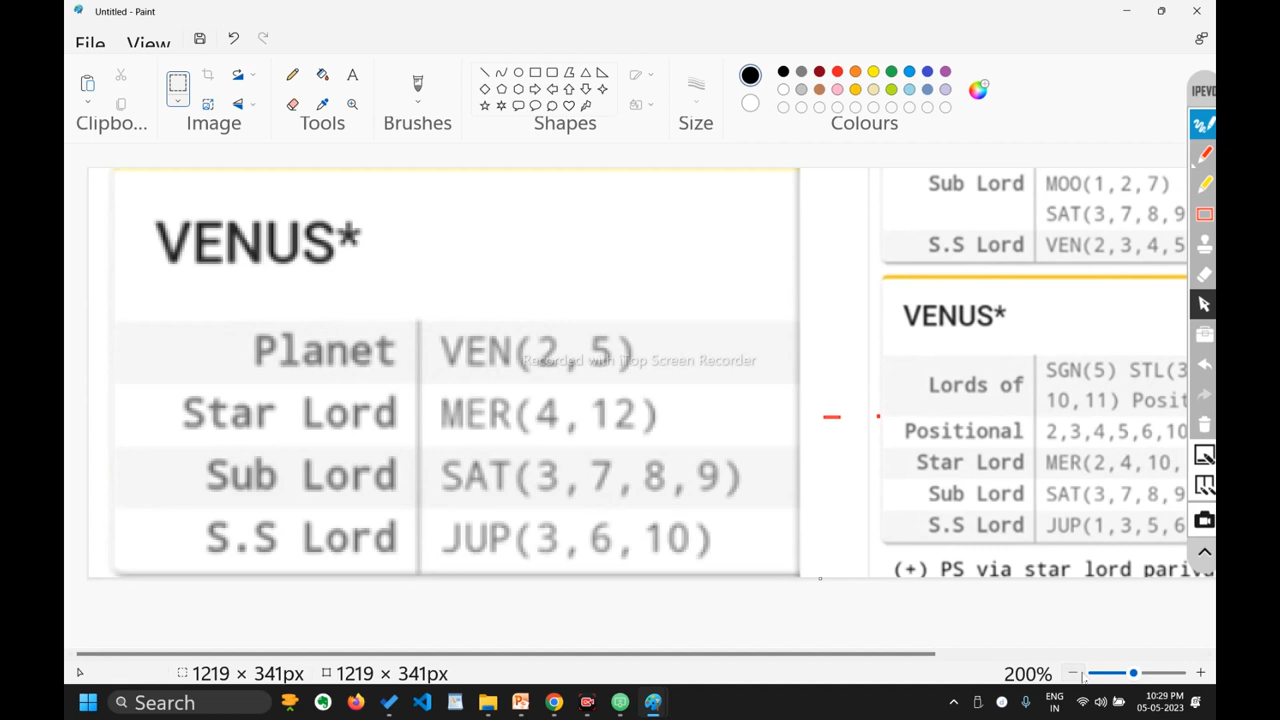 Untitled - Paint
File View
Clipbo... Image Tools Brushes Shapes Size Colours
IPEVO
VENUS*
Planet VEN(2,5)
Star Lord MER(4,12)
Sub Lord SAT(3,7,8,9)
S.S Lord JUP(3,6,10)
Recorded with iTop Screen Recorder
Sub Lord MOO(1,2,7)
SAT(3,7,8,9
S.S Lord VEN(2,3,4,5
VENUS*
Lords of SGN(5) STL(3
10,11) Posit
Positional 2,3,4,5,6,10
Star Lord MER(2,4,10,
Sub Lord SAT(3,7,8,9
S.S Lord JUP(1,3,5,6
(+) PS via star lord pariva
1219 × 341px 1219 × 341px 200%
Search
ENG
IN
10:29 PM
05-05-2023